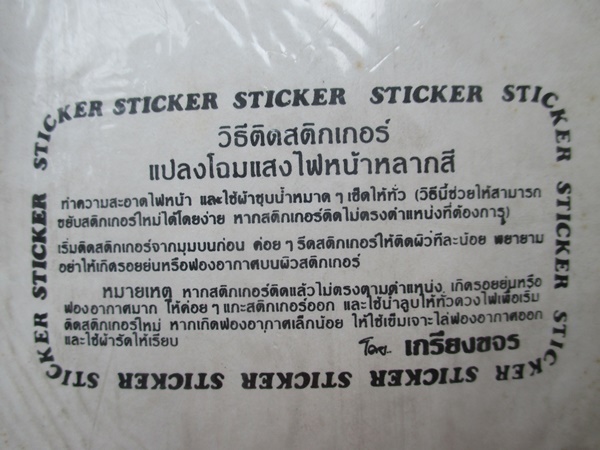 STICKER STICKER STICKER STICKER STICKER
วิธีติดสติกเกอร์
แปลงโฉมแสงไฟหน้าหลากสี
ทำความสะอาดไฟหน้า และใช้ผ้าชุบน้ำหมาด ๆ เช็ดให้ทั่ว (วิธีนี้ช่วยให้สามารถ
ขยับสติกเกอร์ใหม่ได้โดยง่าย หากสติกเกอร์ติดไม่ตรงตำแหน่งที่ต้องการ)
เริ่มติดสติกเกอร์จากมุมบนก่อน ค่อย ๆ รีดสติกเกอร์ให้ติดผิวทีละน้อย พยายาม
อย่าให้เกิดรอยย่นหรือฟองอากาศบนผิวสติกเกอร์
หมายเหตุ หากสติกเกอร์ติดแล้วไม่ตรงตามตำแหน่ง เกิดรอยย่นหรือ
ฟองอากาศมาก ให้ค่อย ๆ แกะสติกเกอร์ออก และใช้น้ำลูบให้ทั่วดวงไฟเพื่อเริ่ม
ติดสติกเกอร์ใหม่ หากเกิดฟองอากาศเล็กน้อย ให้ใช้เข็มเจาะไล่ฟองอากาศออก
และใช้ผ้ารีดให้เรียบ
โดย.. เกรียงขจร
STICKER STICKER
STICKER STICKER
STICKER STICKER STICKER STICKER STICKER